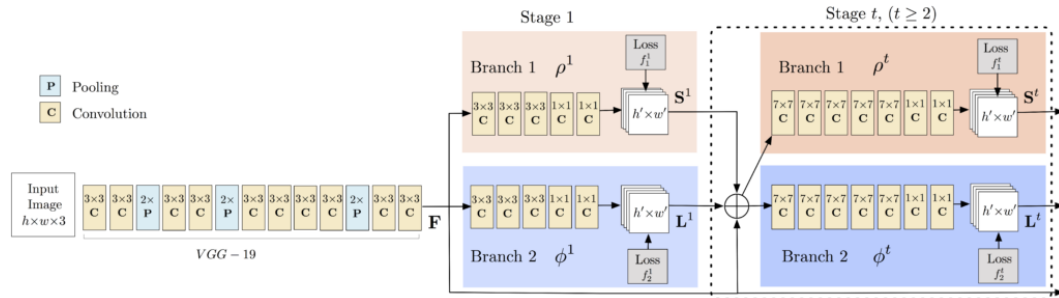 Stage 1
Stage t, (t ≥ 2)
P Pooling
C Convolution
Input
Image
h×w×3
3×3 3×3 2× 3×3 3×3 2× 3×3 3×3 3×3 3×3 2× 3×3 3×3
C C P C C P C C C C P C C
VGG − 19
F
Branch 1 ρ¹
Loss
f₁¹
3×3 3×3 3×3 1×1 1×1
C C C C C
h′×w′
S¹
3×3 3×3 3×3 1×1 1×1
C C C C C
h′×w′
L¹
Branch 2 ϕ¹
Loss
f₂¹
Branch 1 ρᵗ
Loss
f₁ᵗ
7×7 7×7 7×7 7×7 7×7 1×1 1×1
C C C C C C C
h′×w′
Sᵗ
7×7 7×7 7×7 7×7 7×7 1×1 1×1
C C C C C C C
h′×w′
Lᵗ
Branch 2 ϕᵗ
Loss
f₂ᵗ